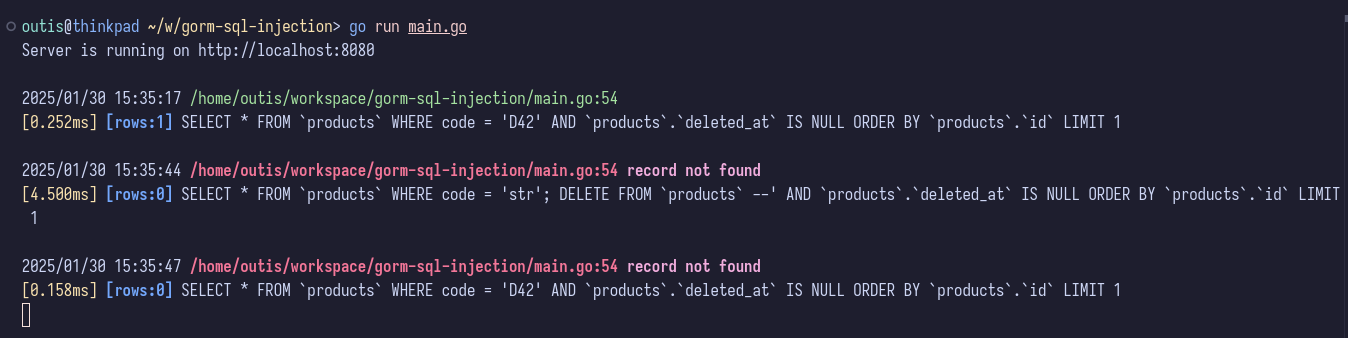 outis@thinkpad ~/w/gorm-sql-injection> go run main.go
Server is running on http://localhost:8080
2025/01/30 15:35:17 /home/outis/workspace/gorm-sql-injection/main.go:54
[0.252ms] [rows:1] SELECT * FROM `products` WHERE code = 'D42' AND `products`.`deleted_at` IS NULL ORDER BY `products`.`id` LIMIT 1
2025/01/30 15:35:44 /home/outis/workspace/gorm-sql-injection/main.go:54 record not found
[4.500ms] [rows:0] SELECT * FROM `products` WHERE code = 'str'; DELETE FROM `products` --' AND `products`.`deleted_at` IS NULL ORDER BY `products`.`id` LIMIT
1
2025/01/30 15:35:47 /home/outis/workspace/gorm-sql-injection/main.go:54 record not found
[0.158ms] [rows:0] SELECT * FROM `products` WHERE code = 'D42' AND `products`.`deleted_at` IS NULL ORDER BY `products`.`id` LIMIT 1